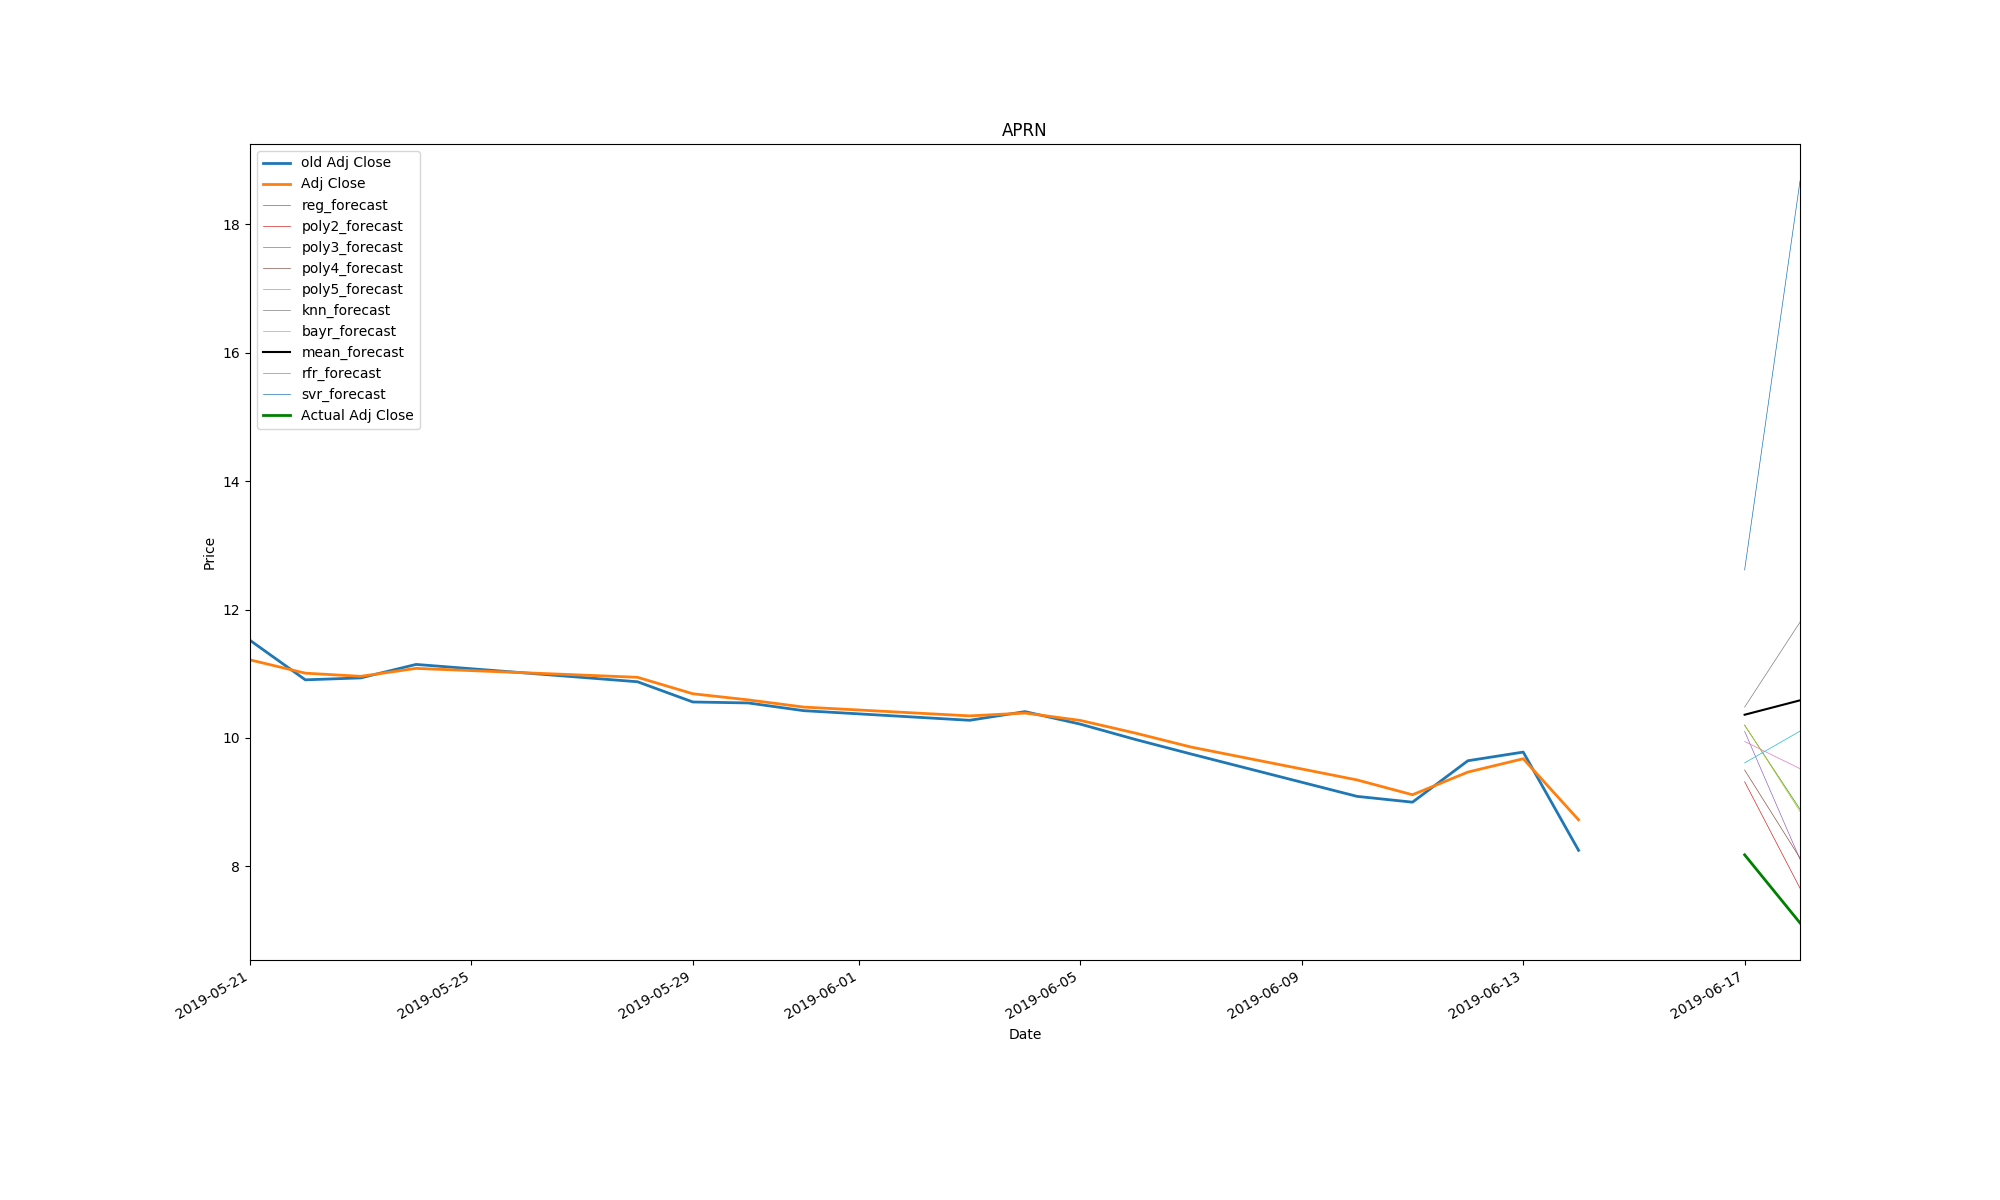 APRN
old Adj Close
Adj Close
reg_forecast
poly2_forecast
poly3_forecast
poly4_forecast
poly5_forecast
knn_forecast
bayr_forecast
mean_forecast
rfr_forecast
svr_forecast
Actual Adj Close
18
16
14
12
10
8
Price
2019-05-21
2019-05-25
2019-05-29
2019-06-01
2019-06-05
2019-06-09
2019-06-13
2019-06-17
Date